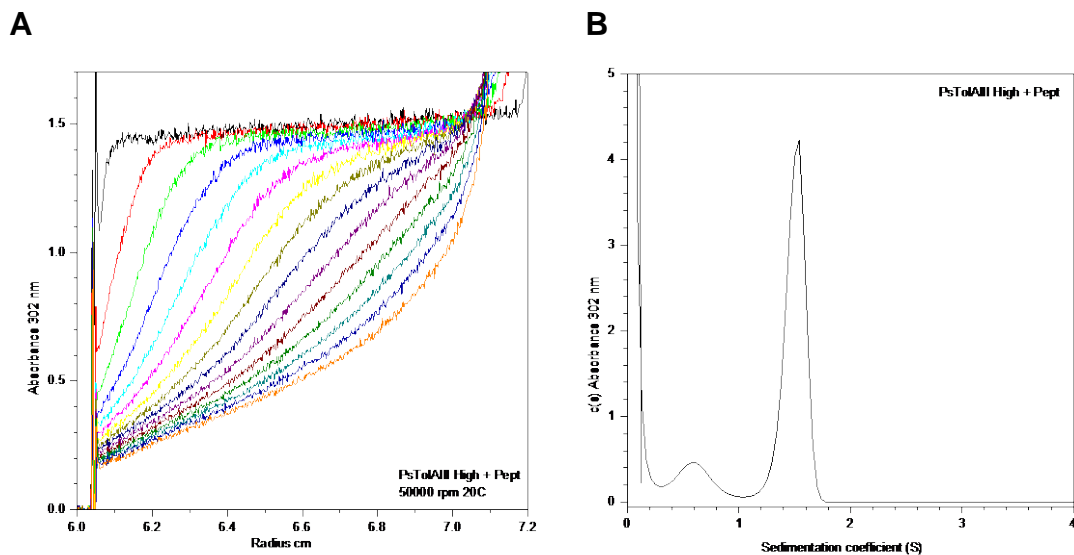 A
B
1.5
1.0
0.5
0.0
Absorbance 302 nm
PsTolAIII High + Pept
50000 rpm 20C
6.0 6.2 6.4 6.6 6.8 7.0 7.2
Radius cm
5
4
3
2
1
0
c(s) Absorbance 302 nm
PsTolAIII High + Pept
0 1 2 3 4
Sedimentation coefficient (S)